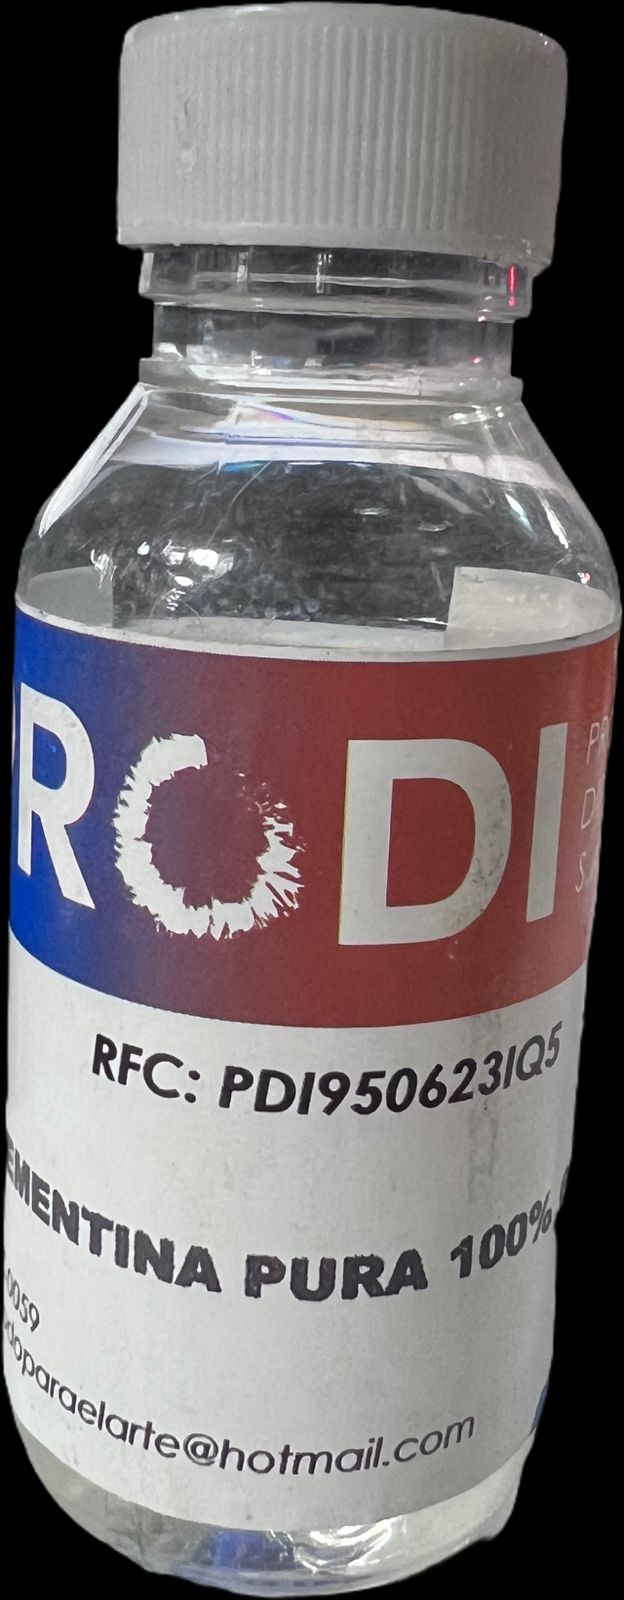 RODI
RFC: PDI950623IQ5
EMENTINA PURA 100%
0059
doparaelarte@hotmail.com